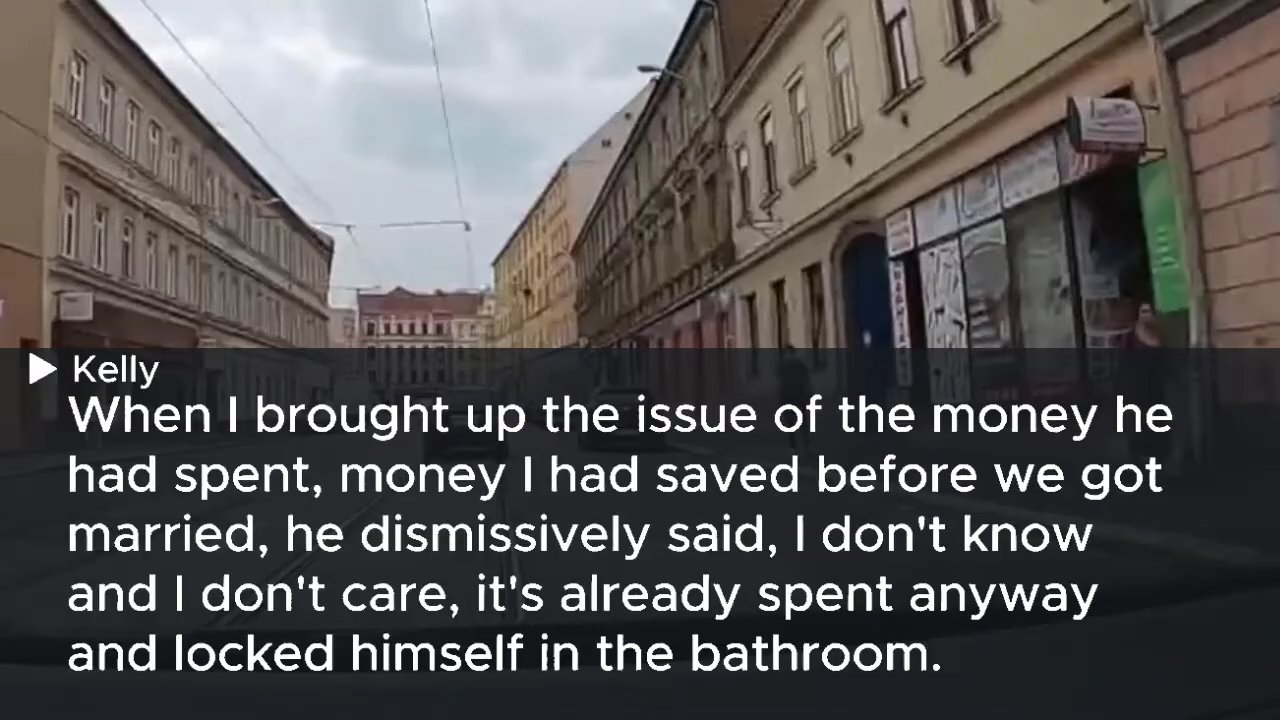 Kelly
When I brought up the issue of the money he
had spent, money I had saved before we got
married, he dismissively said, I don't know
and I don't care, it's already spent anyway
and locked himself in the bathroom.